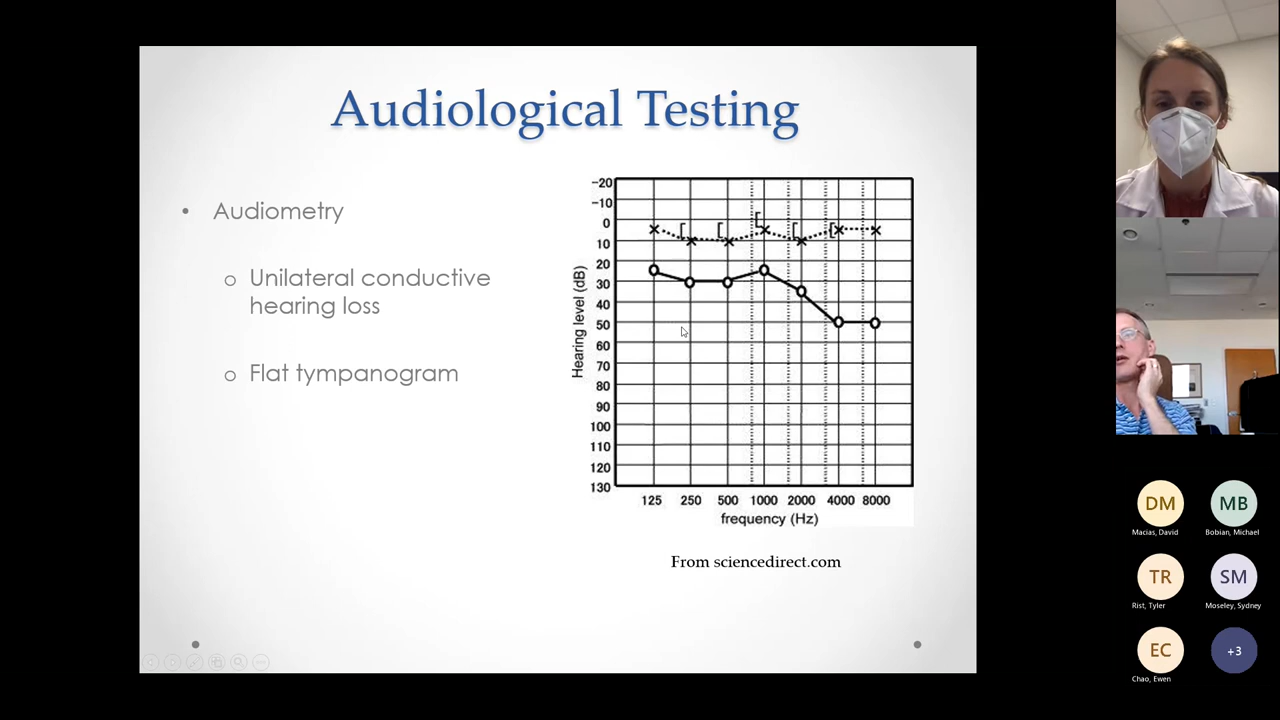 Audiological Testing
• Audiometry
o Unilateral conductive
hearing loss
o Flat tympanogram
-20
-10
0
10
20
30
40
50
60
70
80
90
100
110
120
130
Hearing level (dB)
125 250 500 1000 2000 4000 8000
frequency (Hz)
From sciencedirect.com
DM MB
Macias, David Bobian, Michael
TR SM
Rist, Tyler Moseley, Sydney
EC +3
Chao, Ewen